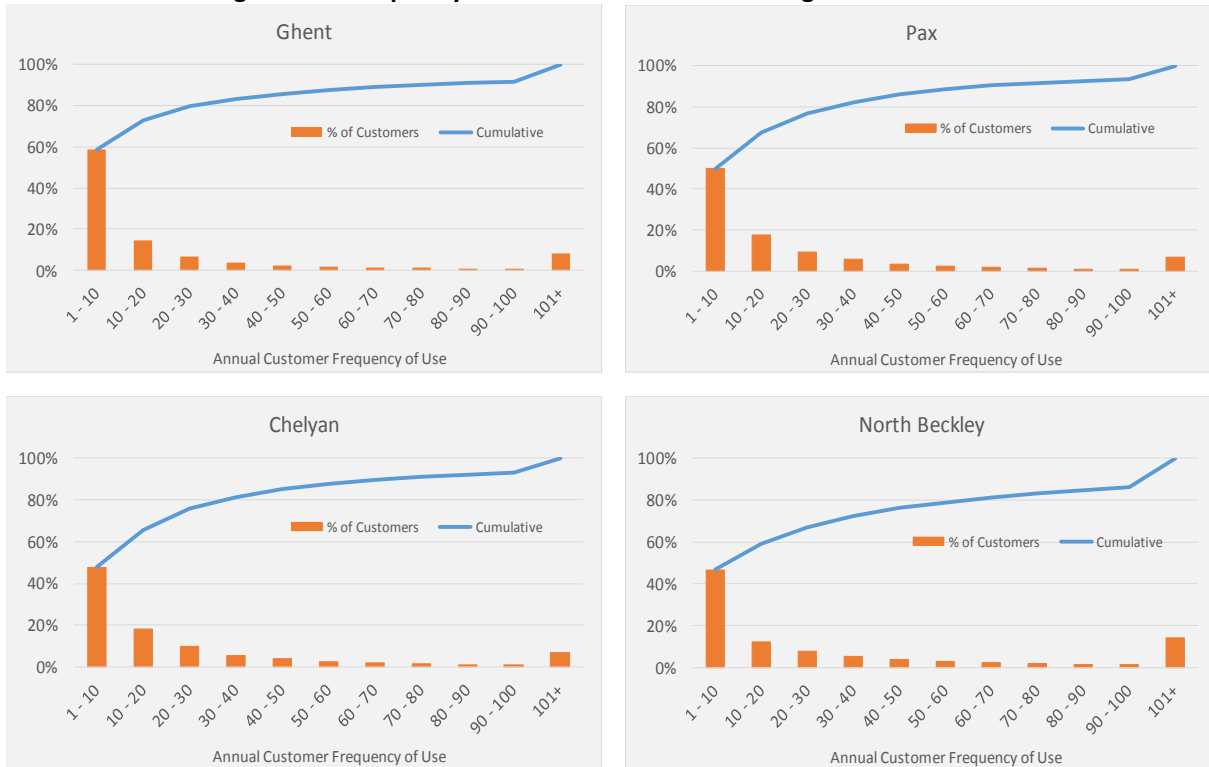 Ghent
100%
80%
60%
40%
20%
0%
% of Customers
Cumulative
1 - 10
10 - 20
20 - 30
30 - 40
40 - 50
50 - 60
60 - 70
70 - 80
80 - 90
90 - 100
101+
Annual Customer Frequency of Use
Pax
100%
80%
60%
40%
20%
0%
% of Customers
Cumulative
1 - 10
10 - 20
20 - 30
30 - 40
40 - 50
50 - 60
60 - 70
70 - 80
80 - 90
90 - 100
101+
Annual Customer Frequency of Use
Chelyan
100%
80%
60%
40%
20%
0%
% of Customers
Cumulative
1 - 10
10 - 20
20 - 30
30 - 40
40 - 50
50 - 60
60 - 70
70 - 80
80 - 90
90 - 100
101+
Annual Customer Frequency of Use
North Beckley
100%
80%
60%
40%
20%
0%
% of Customers
Cumulative
1 - 10
10 - 20
20 - 30
30 - 40
40 - 50
50 - 60
60 - 70
70 - 80
80 - 90
90 - 100
101+
Annual Customer Frequency of Use